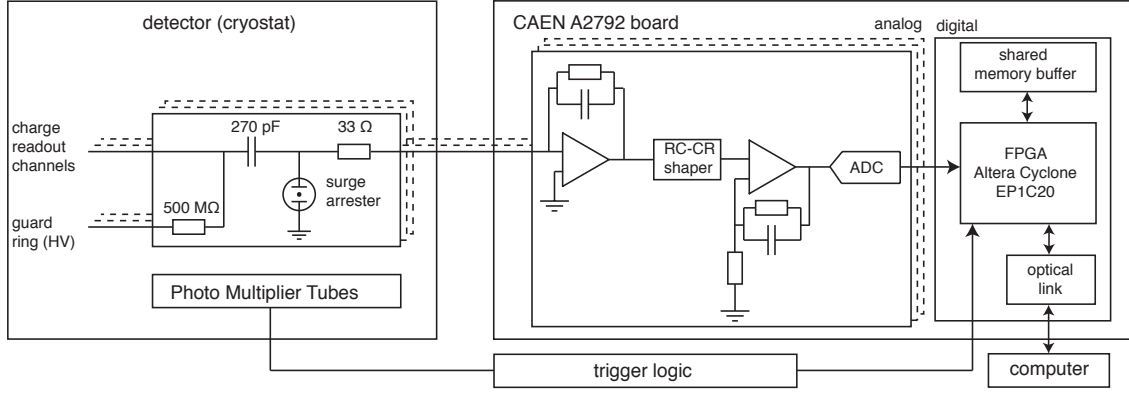 detector (cryostat)
charge
readout
channels
270 pF
33 Ω
surge
arrester
500 MΩ
guard
ring (HV)
Photo Multiplier Tubes
CAEN A2792 board
analog
digital
RC-CR
shaper
ADC
shared
memory buffer
FPGA
Altera Cyclone
EP1C20
optical
link
trigger logic
computer